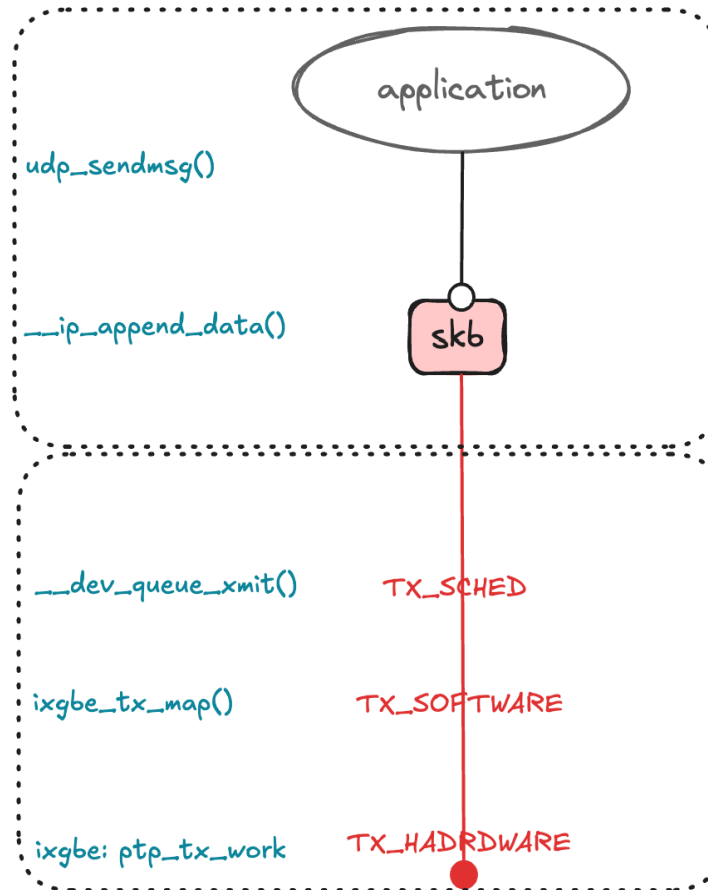 application
udp_sendmsg()
__ip_append_data()
skb
__dev_queue_xmit()
TX_SCHED
ixgbe_tx_map()
TX_SOFTWARE
ixgbe: ptp_tx_work
TX_HADRDWARE